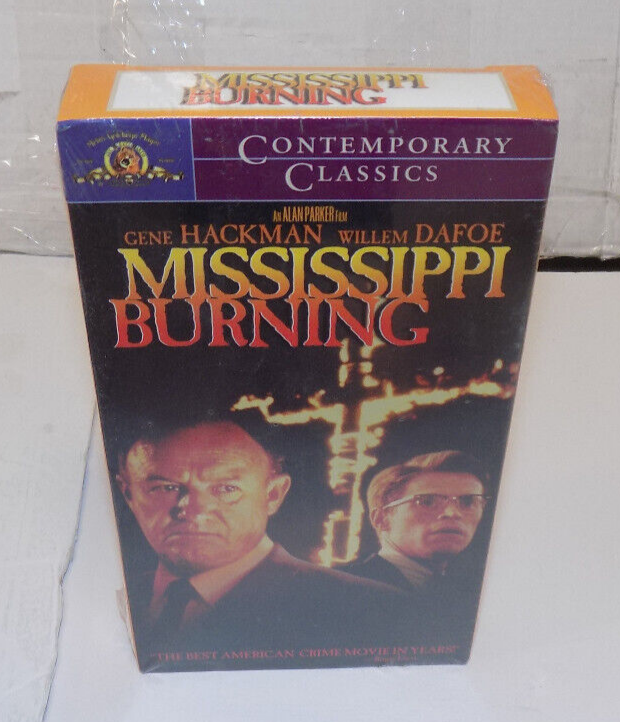 MISSISSIPPI
BURNING
CONTEMPORARY
CLASSICS
AN ALAN PARKER FILM
GENE HACKMAN WILLEM DAFOE
MISSISSIPPI
BURNING
"THE BEST AMERICAN CRIME MOVIE IN YEARS!"